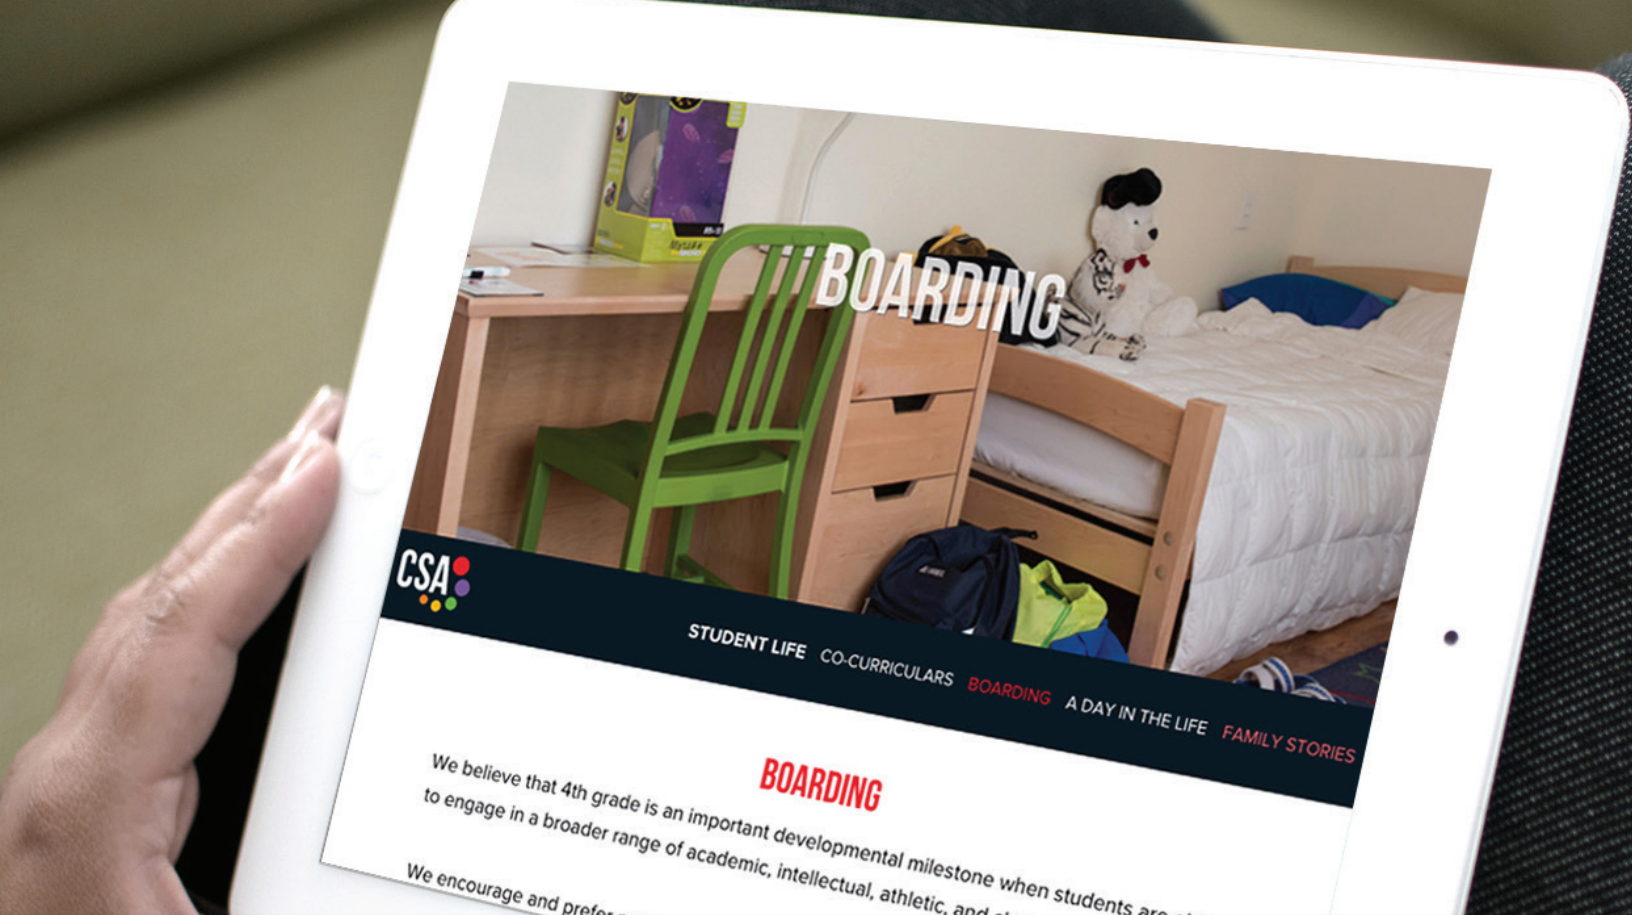 BOARDING
CSA
STUDENT LIFE CO-CURRICULARS BOARDING A DAY IN THE LIFE FAMILY STORIES
BOARDING
We believe that 4th grade is an important developmental milestone when students are
to engage in a broader range of academic, intellectual, athletic, and
We encourage and prefer